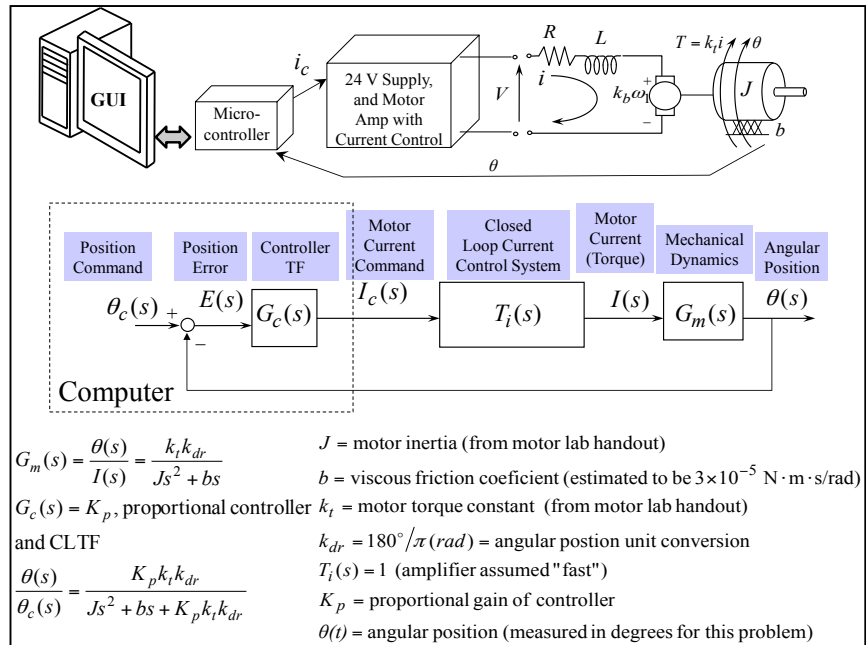 GUI
Micro-
controller
i_c
24 V Supply,
and Motor
Amp with
Current Control
V
R
L
i
k_b ω
+
−
T = k_t i
θ
J
b
θ
Position
Command
Position
Error
Controller
TF
Motor
Current
Command
Closed
Loop Current
Control System
Motor
Current
(Torque)
Mechanical
Dynamics
Angular
Position
θ_c(s)
+
−
E(s)
G_c(s)
I_c(s)
T_i(s)
I(s)
G_m(s)
θ(s)
Computer
G_m(s) = θ(s)/I(s) = k_t k_dr/(Js² + bs)
G_c(s) = K_p, proportional controller
and CLTF
θ(s)/θ_c(s) = K_p k_t k_dr/(Js² + bs + K_p k_t k_dr)
J = motor inertia (from motor lab handout)
b = viscous friction coeficient (estimated to be 3×10⁻⁵ N·m·s/rad)
k_t = motor torque constant (from motor lab handout)
k_dr = 180°/π(rad) = angular postion unit conversion
T_i(s) = 1 (amplifier assumed "fast")
K_p = proportional gain of controller
θ(t) = angular position (measured in degrees for this problem)